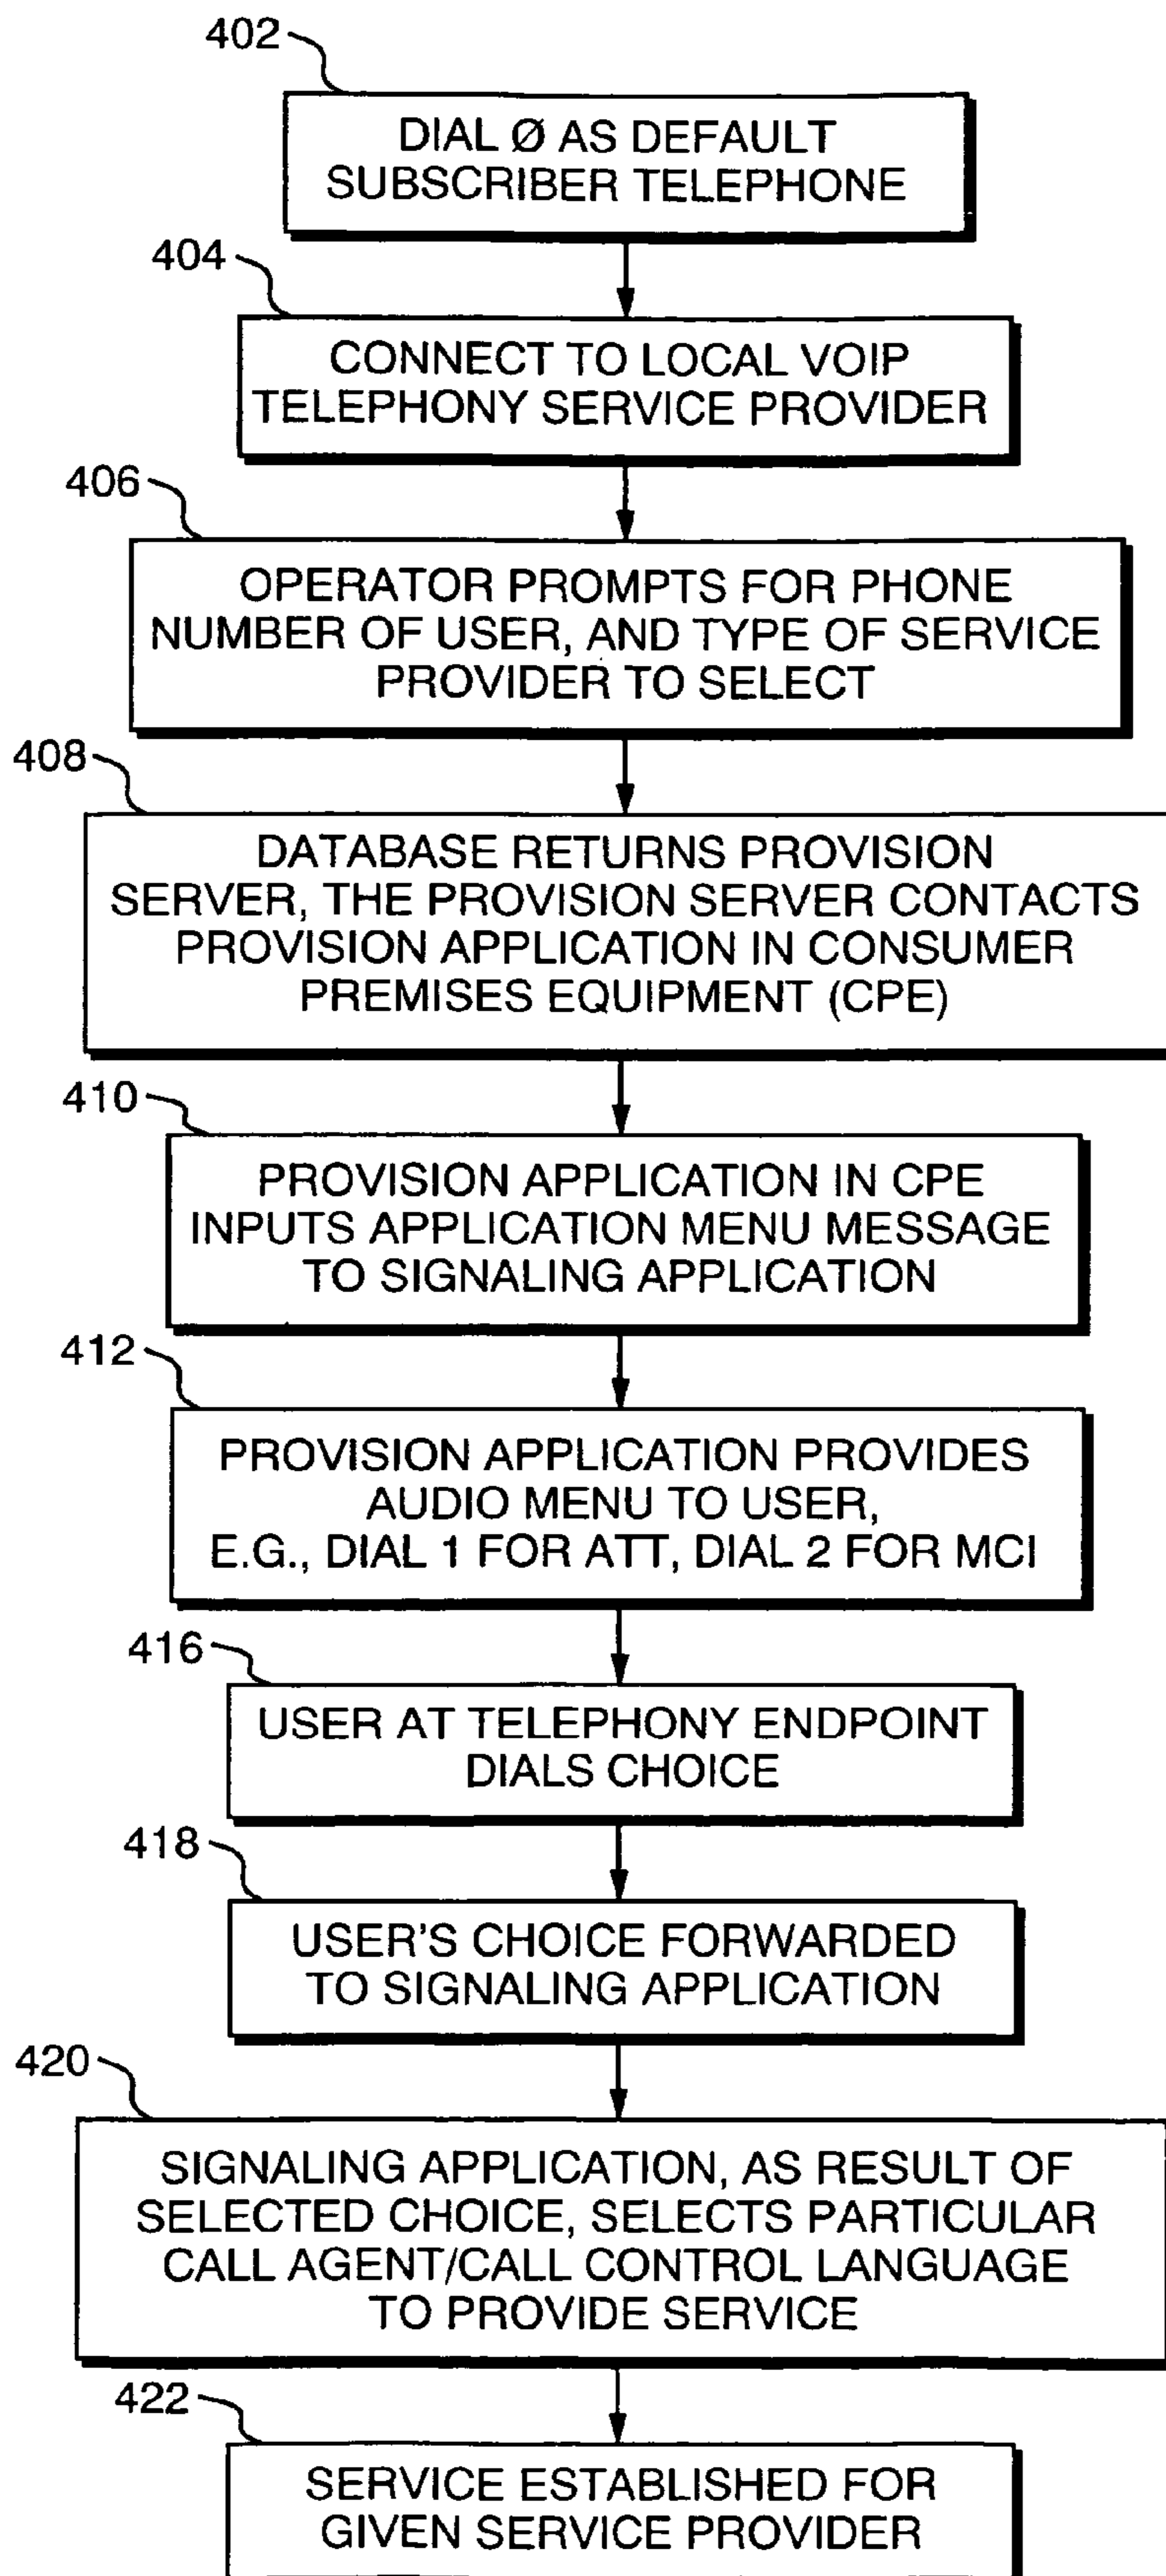 402
DIAL Ø AS DEFAULT
SUBSCRIBER TELEPHONE
404
CONNECT TO LOCAL VOIP
TELEPHONY SERVICE PROVIDER
406
OPERATOR PROMPTS FOR PHONE
NUMBER OF USER, AND TYPE OF SERVICE
PROVIDER TO SELECT
408
DATABASE RETURNS PROVISION
SERVER, THE PROVISION SERVER CONTACTS
PROVISION APPLICATION IN CONSUMER
PREMISES EQUIPMENT (CPE)
410
PROVISION APPLICATION IN CPE
INPUTS APPLICATION MENU MESSAGE
TO SIGNALING APPLICATION
412
PROVISION APPLICATION PROVIDES
AUDIO MENU TO USER,
E.G., DIAL 1 FOR ATT, DIAL 2 FOR MCI
416
USER AT TELEPHONY ENDPOINT
DIALS CHOICE
418
USER'S CHOICE FORWARDED
TO SIGNALING APPLICATION
420
SIGNALING APPLICATION, AS RESULT OF
SELECTED CHOICE, SELECTS PARTICULAR
CALL AGENT/CALL CONTROL LANGUAGE
TO PROVIDE SERVICE
422
SERVICE ESTABLISHED FOR
GIVEN SERVICE PROVIDER